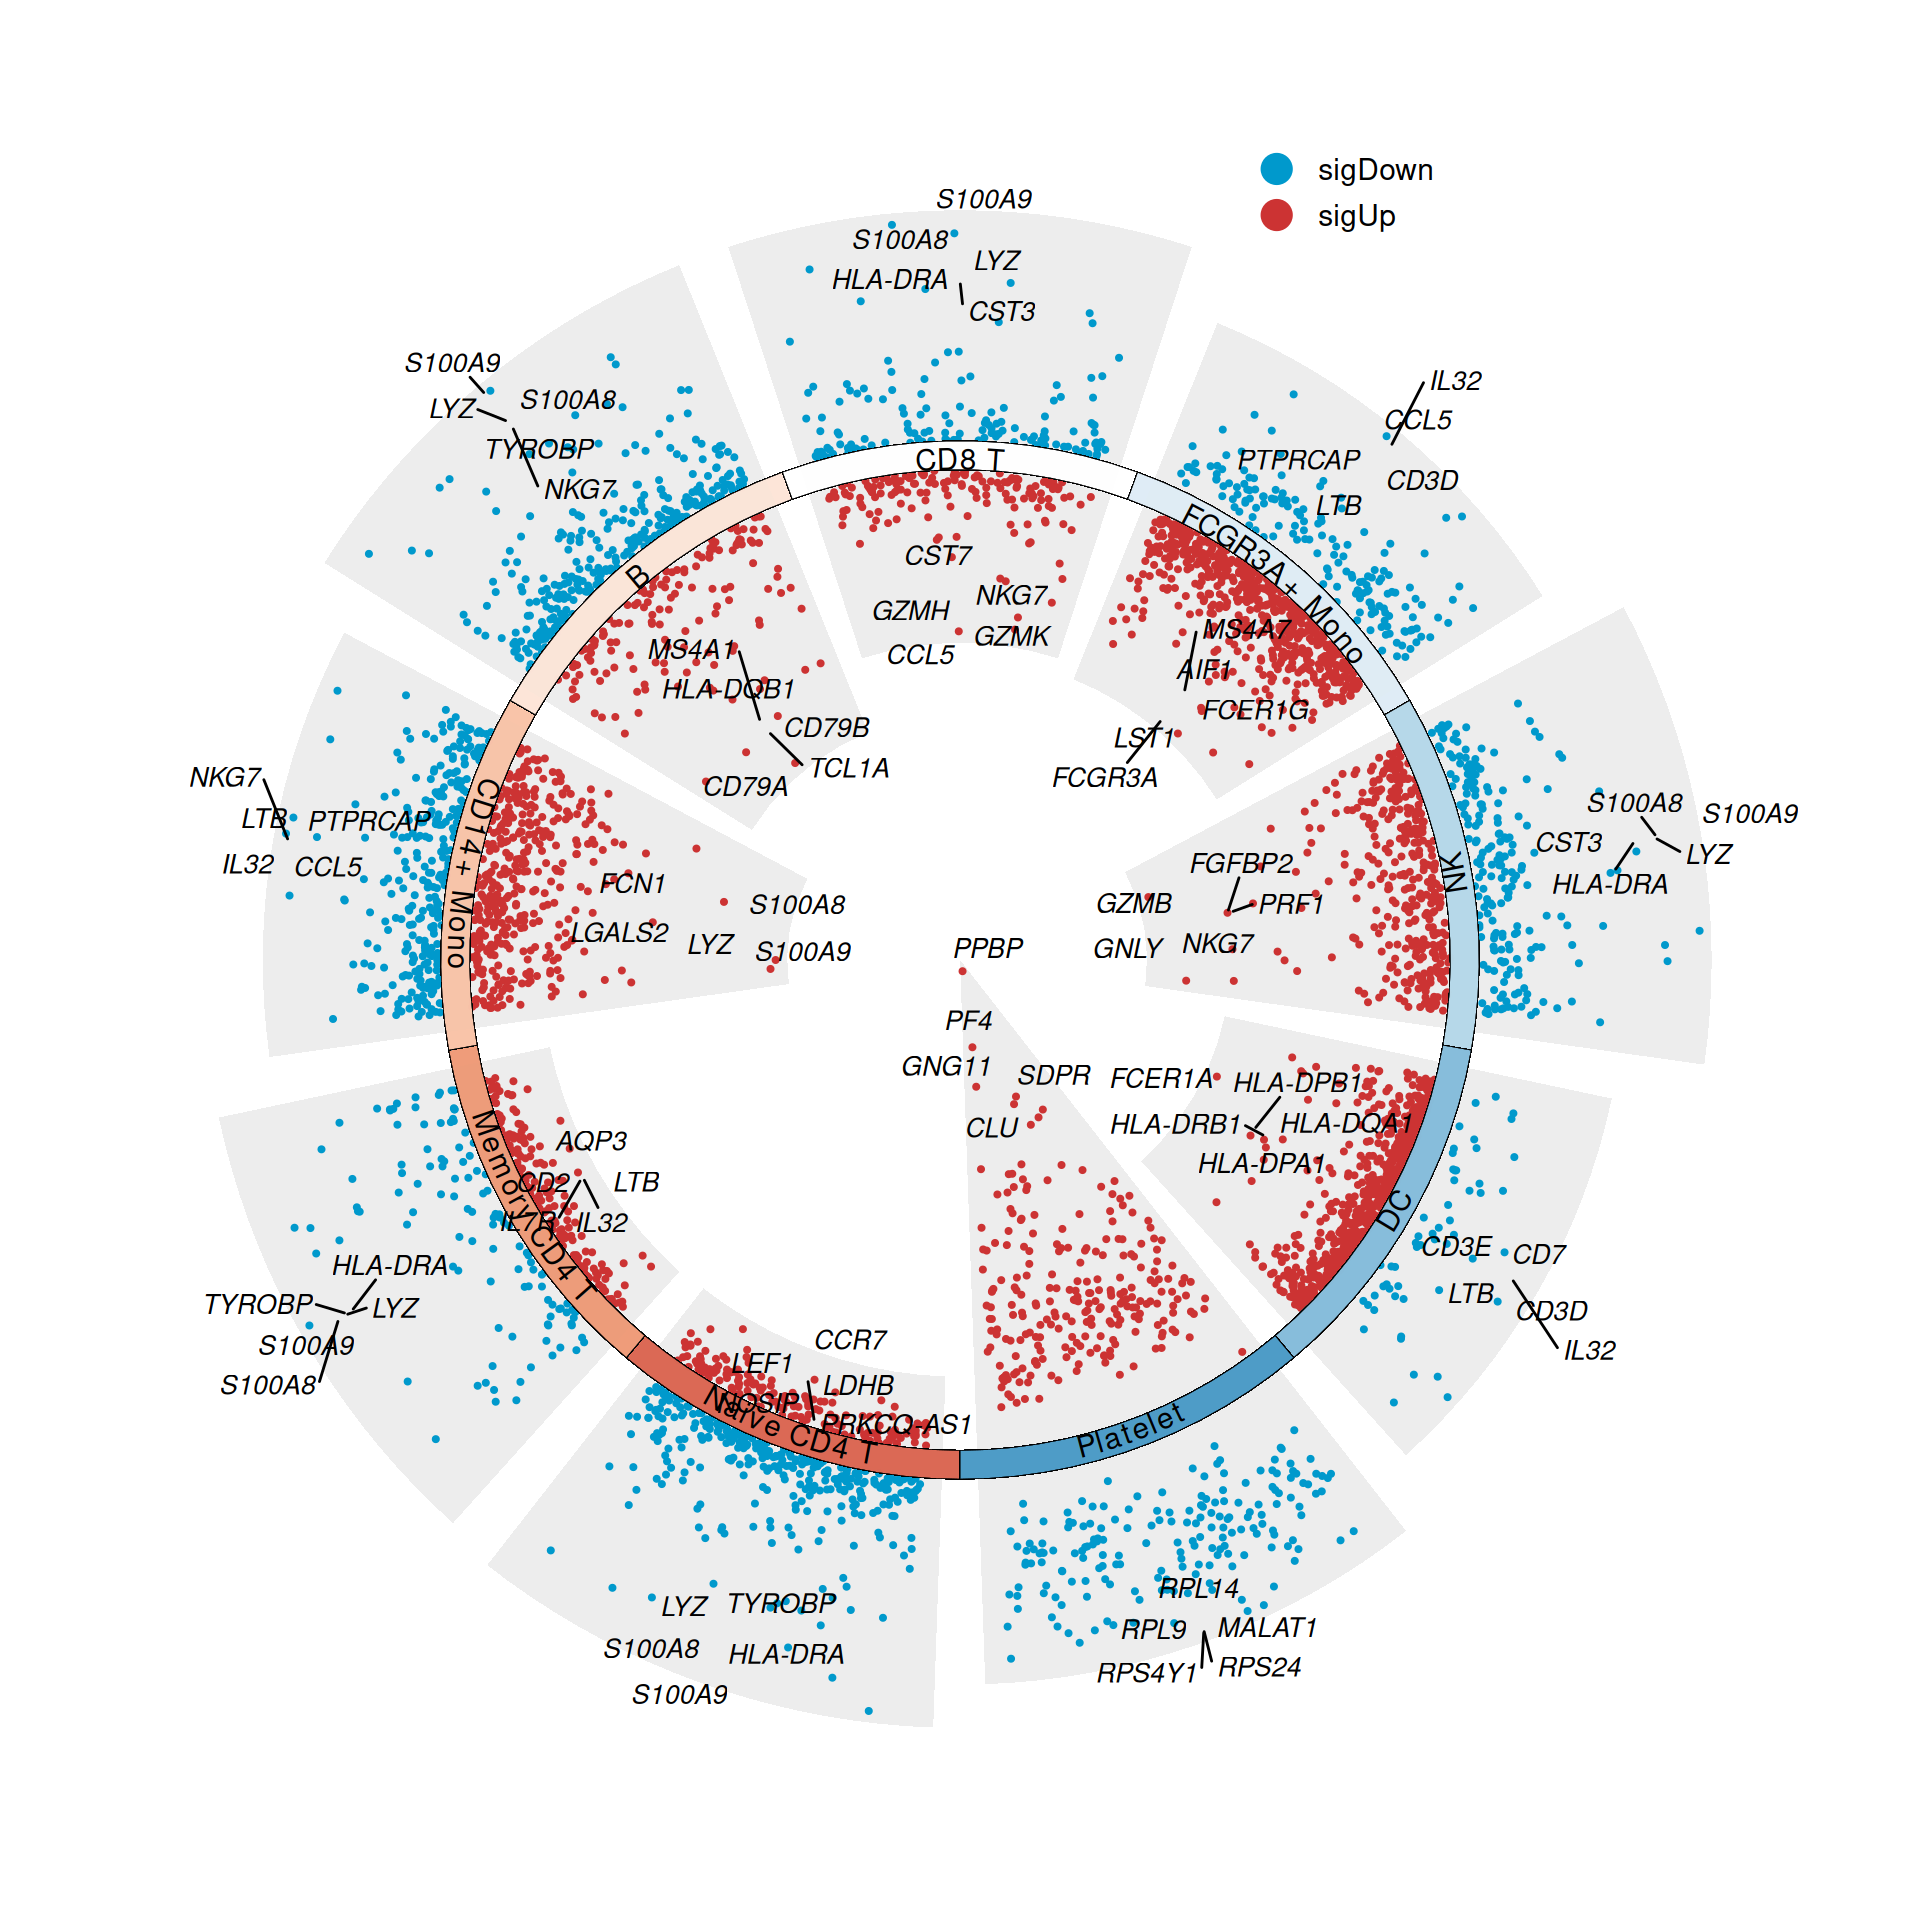 sigDown
sigUp
S100A9
S100A8
LYZ
HLA-DRA
CST3
CD8 T
CST7
NKG7
GZMH
GZMK
CCL5
IL32
CCL5
PTPRCAP
CD3D
LTB
FCGR3A+ Mono
MS4A7
AIF1
FCER1G
LST1
FCGR3A
S100A8
S100A9
CST3
LYZ
HLA-DRA
NK
FGFBP2
GZMB
PRF1
GNLY
NKG7
FCER1A
HLA-DPB1
HLA-DRB1
HLA-DQA1
HLA-DPA1
DC
CD3E
CD7
LTB
CD3D
IL32
PPBP
PF4
GNG11
SDPR
CLU
Platelet
RPL14
RPL9
MALAT1
RPS4Y1
RPS24
CCR7
LEF1
LDHB
NOSIP
PRKCQ-AS1
Naive CD4 T
LYZ
TYROBP
S100A8
HLA-DRA
S100A9
AQP3
CD2
LTB
IL7R
IL32
Memory CD4 T
HLA-DRA
TYROBP
LYZ
S100A9
S100A8
NKG7
LTB
PTPRCAP
IL32
CCL5
CD14+ Mono
FCN1
S100A8
LGALS2
LYZ
S100A9
S100A9
LYZ
S100A8
TYROBP
NKG7
B
MS4A1
HLA-DQB1
CD79B
TCL1A
CD79A